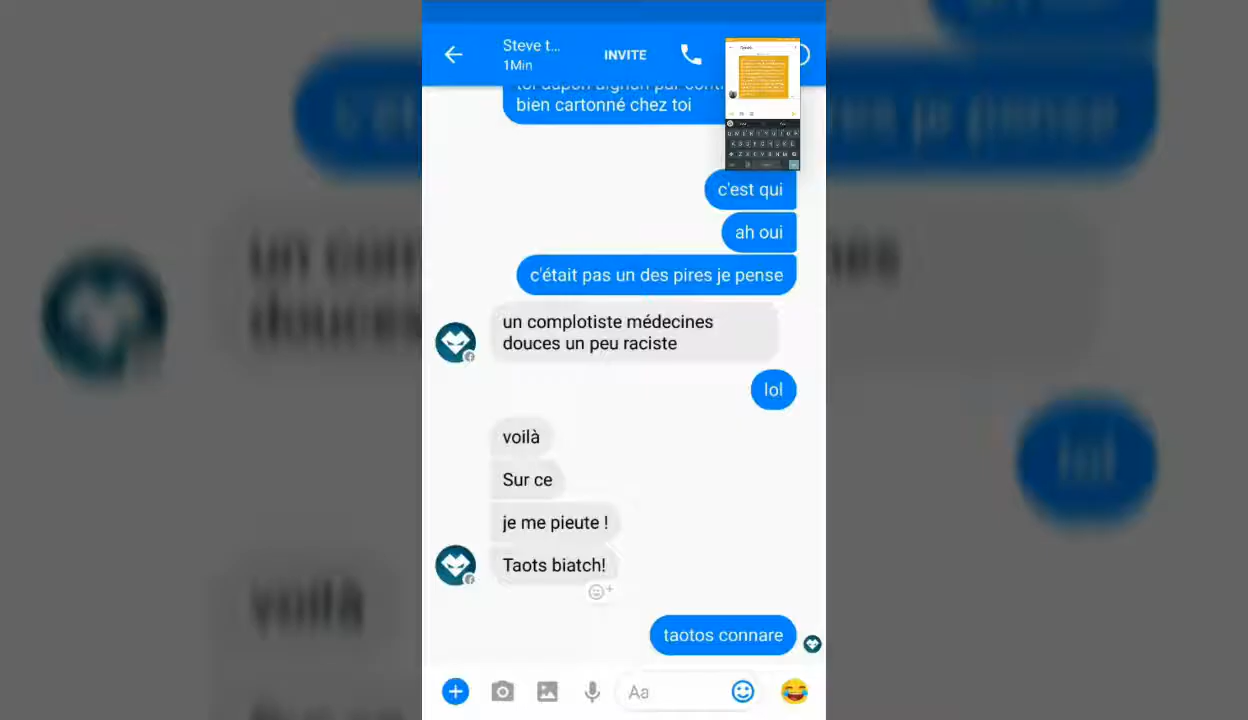 Steve t...
1Min
INVITE
bien cartonné chez toi
c'est qui
ah oui
c'était pas un des pires je pense
un complotiste médecines
douces un peu raciste
lol
voilà
Sur ce
je me pieute !
Taots biatch!
taotos connare
Aa